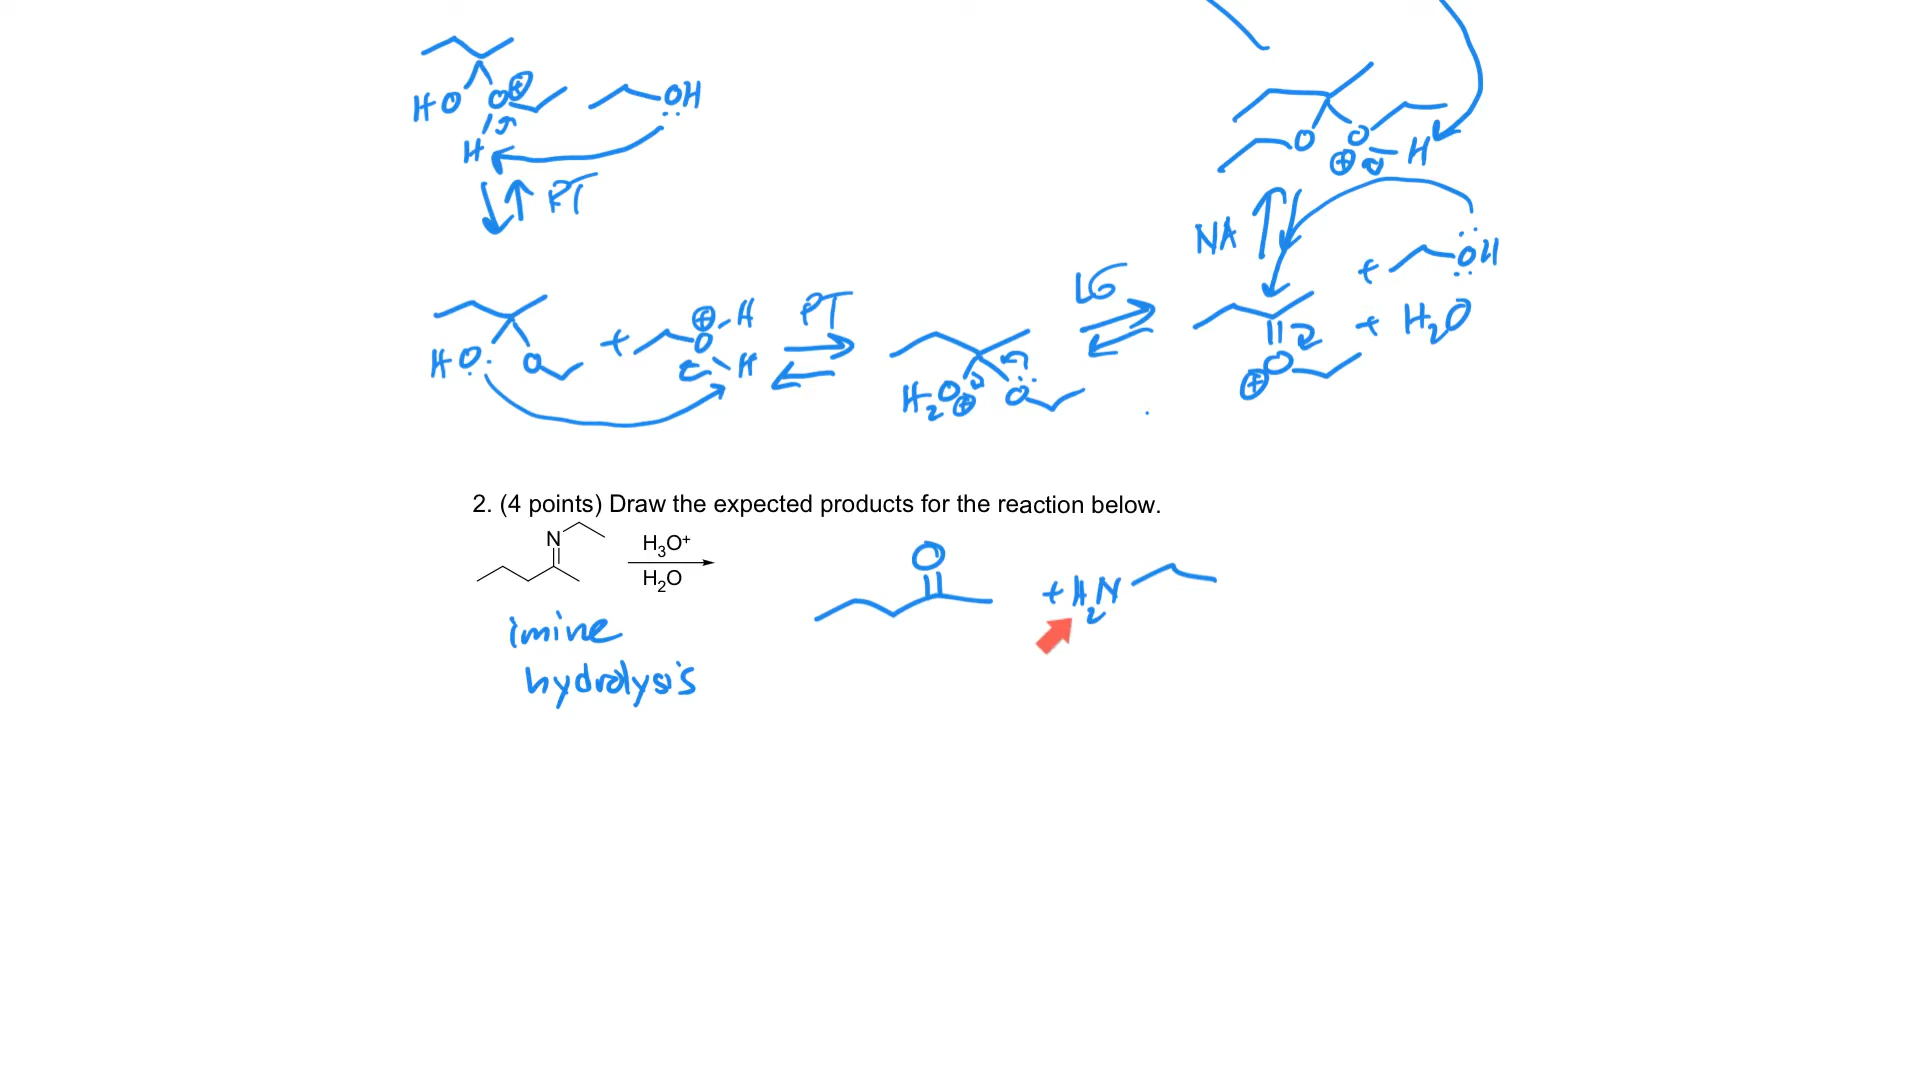 HO O⊕ OH
H
PT
O O ⊕ H
NA
+ OH
HO O + ⊕ O H H PT H₂O ⊕ O LG + H₂O
O ⊕
2. (4 points) Draw the expected products for the reaction below.
N H₃O⁺ H₂O O + H₂N
imine
hydrolysis